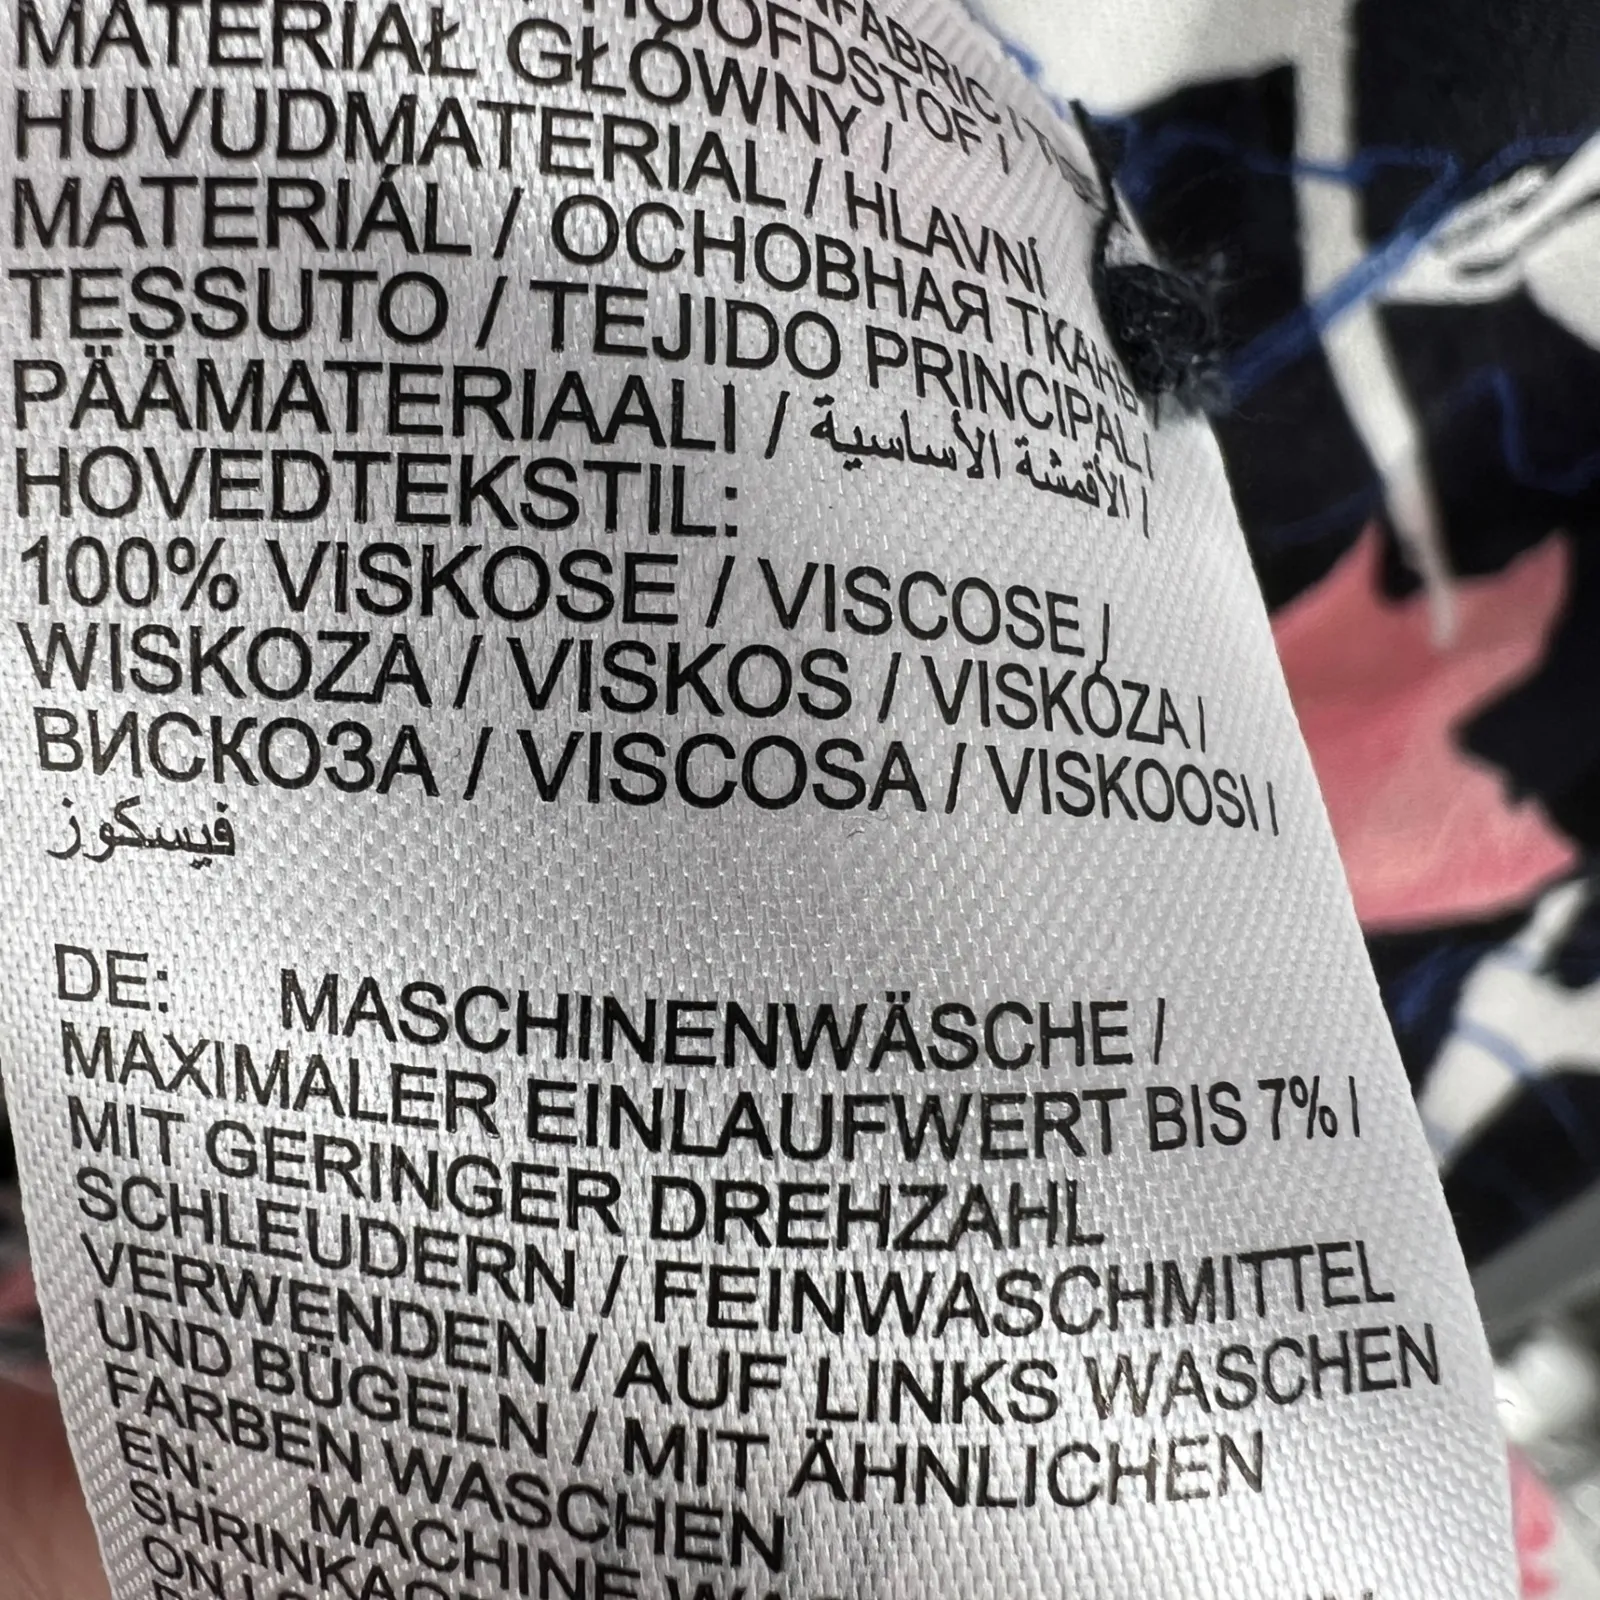 HOOFDSTOF /
MATERIAŁ GŁÓWNY /
HUVUDMATERIAL / HLAVNÍ
MATERIÁL / ОСНОВНАЯ ТКАНЬ /
TESSUTO / TEJIDO PRINCIPAL /
PÄÄMATERIAALI / الأقمشة الأساسية /
HOVEDTEKSTIL:
100% VISKOSE / VISCOSE /
WISKOZA / VISKOS / VISKÓZA /
ВИСКОЗА / VISCOSA / VISKOOSI /
فيسكوز
DE: MASCHINENWÄSCHE /
MAXIMALER EINLAUFWERT BIS 7% /
MIT GERINGER DREHZAHL
SCHLEUDERN / FEINWASCHMITTEL
VERWENDEN / AUF LINKS WASCHEN
UND BÜGELN / MIT ÄHNLICHEN
FARBEN WASCHEN
EN: MACHINE